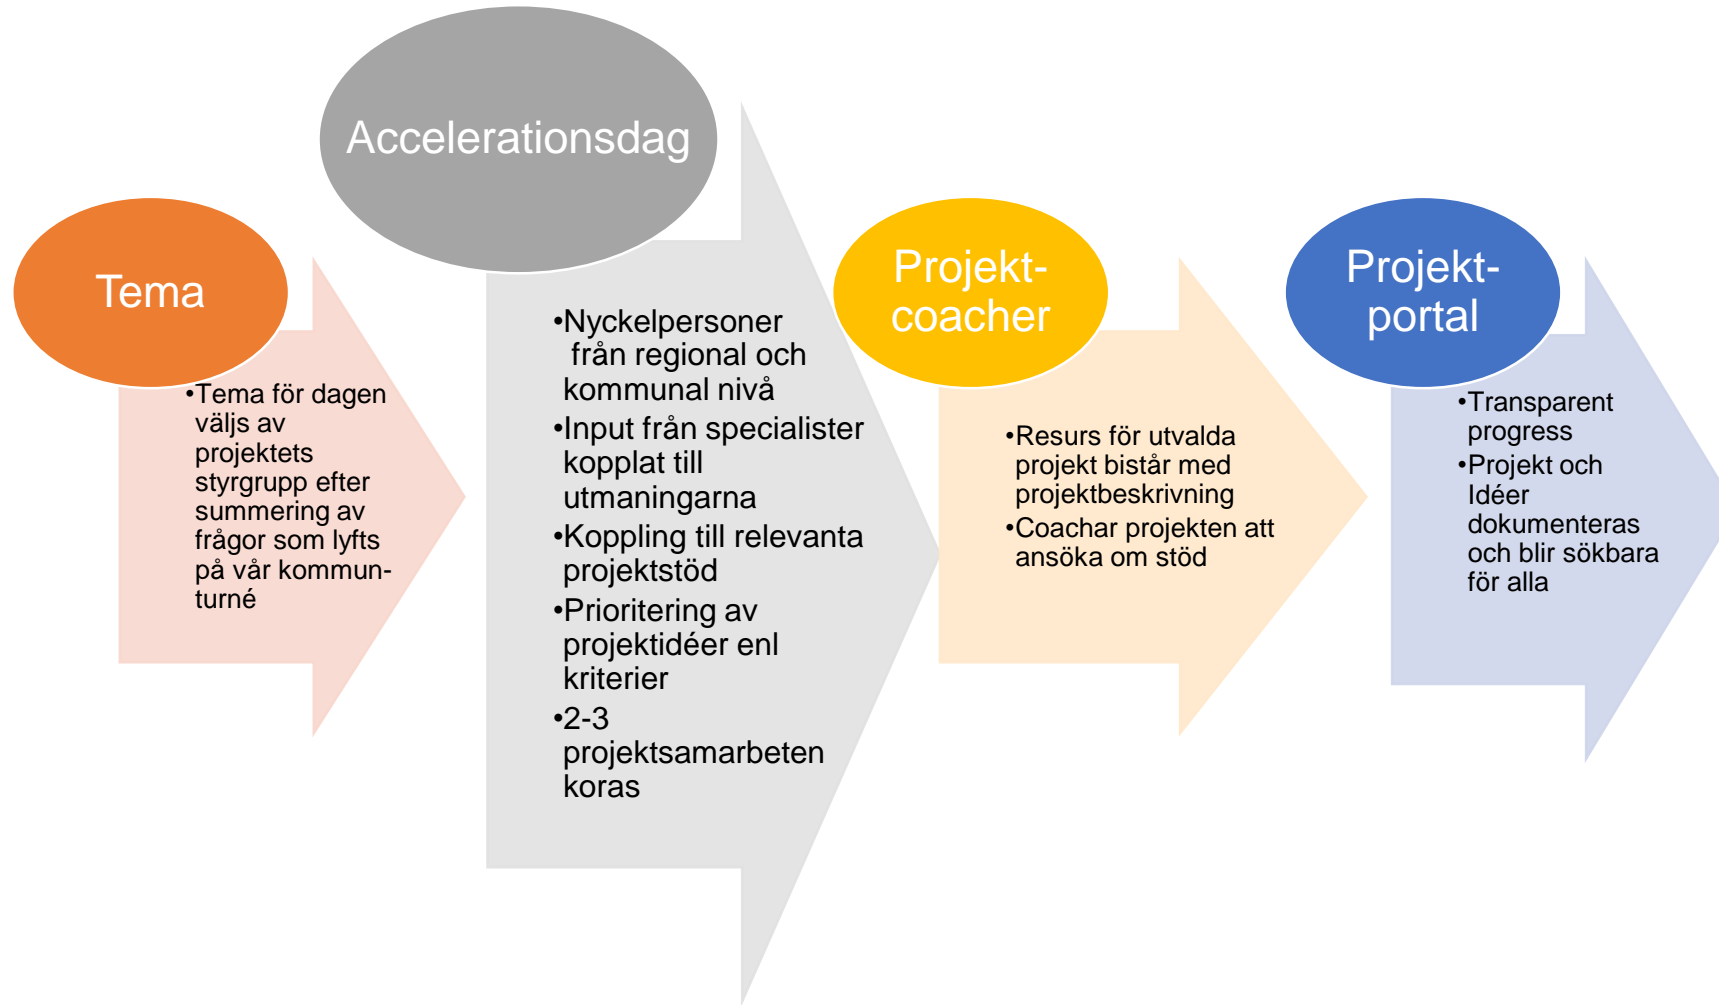 Tema
•Tema för dagen
väljs av
projektets
styrgrupp efter
summering av
frågor som lyfts
på vår kommun-
turné
Accelerationsdag
•Nyckelpersoner
från regional och
kommunal nivå
•Input från specialister
kopplat till
utmaningarna
•Koppling till relevanta
projektstöd
•Prioritering av
projektidéer enl
kriterier
•2-3
projektsamarbeten
koras
Projekt-
coacher
•Resurs för utvalda
projekt bistår med
projektbeskrivning
•Coachar projekten att
ansöka om stöd
Projekt-
portal
•Transparent
progress
•Projekt och
Idéer
dokumenteras
och blir sökbara
för alla